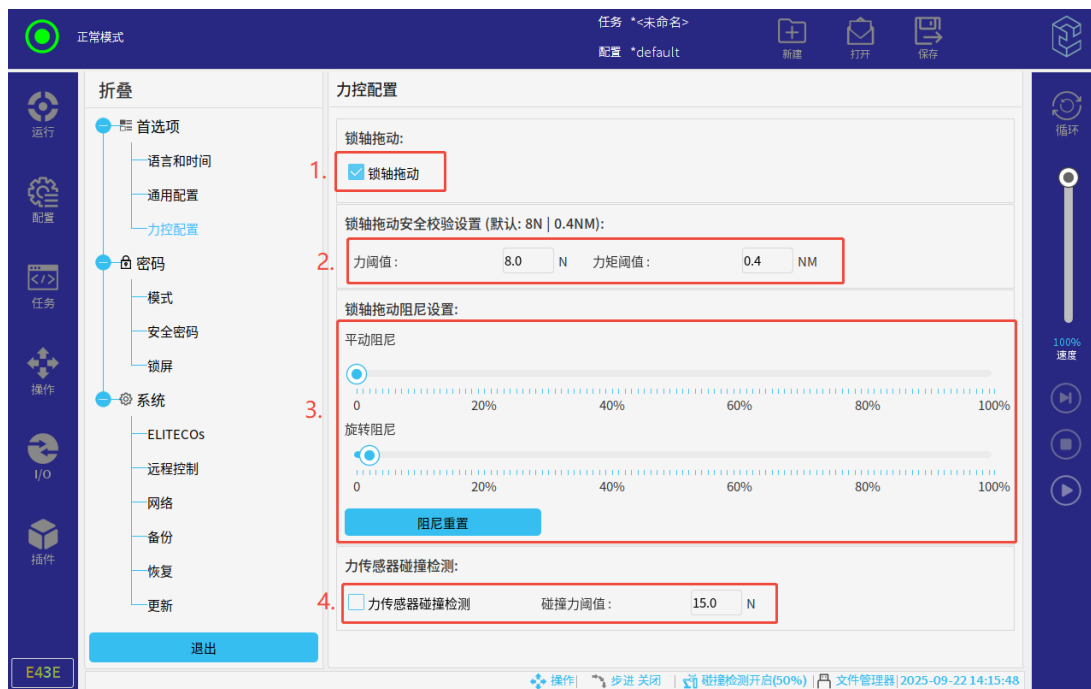 正常模式
任务 *<未命名>
配置 *default
新建
打开
保存
运行
配置
任务
操作
I/O
插件
E43E
折叠
首选项
语言和时间
通用配置
力控配置
密码
模式
安全密码
锁屏
系统
ELITECOs
远程控制
网络
备份
恢复
更新
退出
力控配置
锁轴拖动:
1. 锁轴拖动
锁轴拖动安全校验设置 (默认: 8N | 0.4NM):
2. 力阈值: 8.0 N 力矩阈值: 0.4 NM
锁轴拖动阻尼设置:
3.
平动阻尼
0 20% 40% 60% 80% 100%
旋转阻尼
0 20% 40% 60% 80% 100%
阻尼重置
力传感器碰撞检测:
4. 力传感器碰撞检测 碰撞力阈值: 15.0 N
循环
100%
速度
操作| 步进 关闭 | 碰撞检测开启(50%) | 文件管理器|2025-09-22 14:15:48